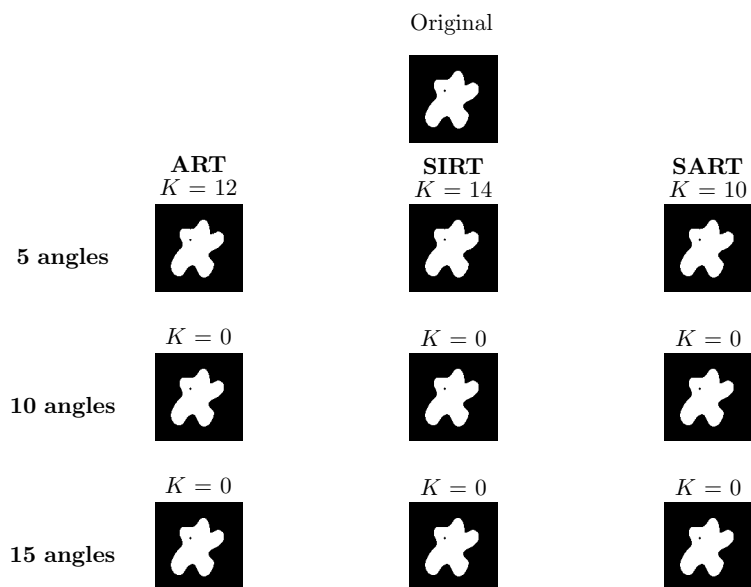 Original
ART SIRT SART
K = 12 K = 14 K = 10
5 angles
K = 0 K = 0 K = 0
10 angles
K = 0 K = 0 K = 0
15 angles